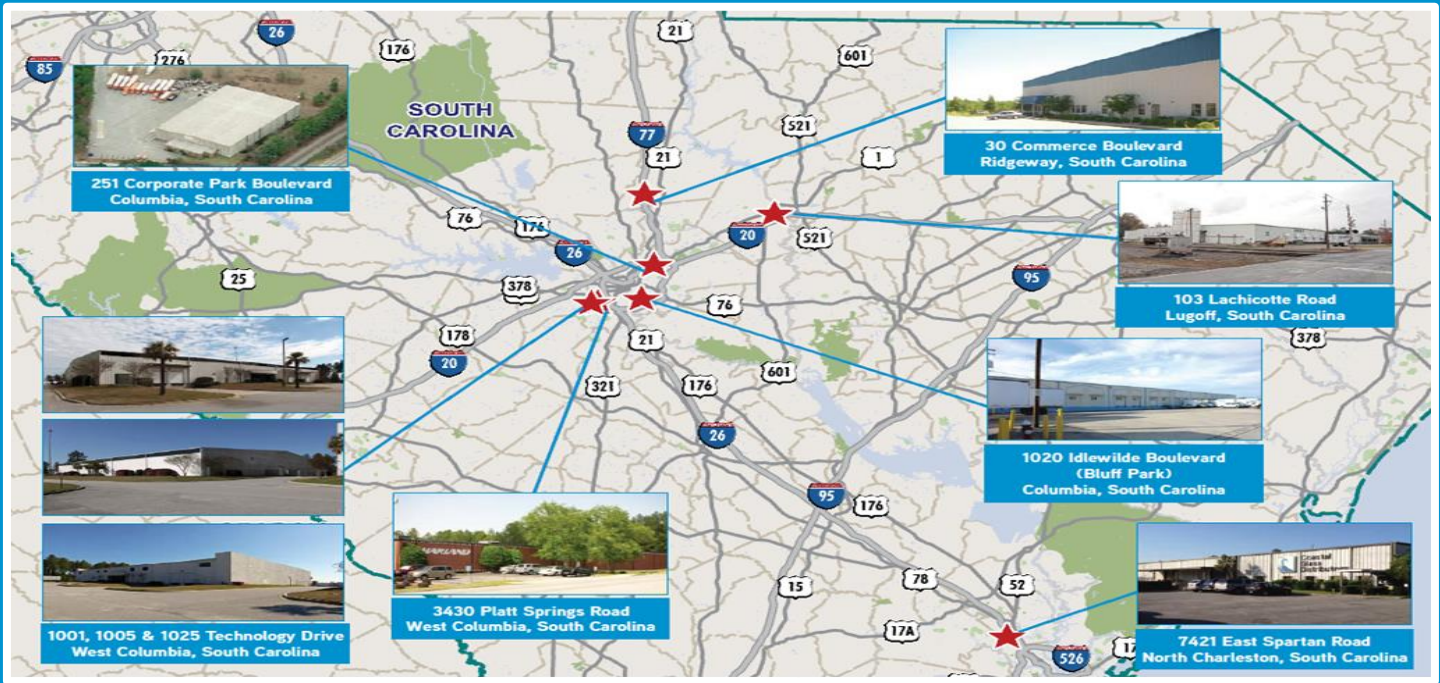 26
21
176
601
85
276
SOUTH
CAROLINA
77
521
21
1
30 Commerce Boulevard
Ridgeway, South Carolina
251 Corporate Park Boulevard
Columbia, South Carolina
76
176
26
20
521
25
378
76
95
103 Lachicotte Road
Lugoff, South Carolina
178
20
21
378
321
176
601
26
1020 Idlewilde Boulevard
(Bluff Park)
Columbia, South Carolina
95
176
HARLAND
Coastal
Glass
Distributors
15
78
52
3430 Platt Springs Road
West Columbia, South Carolina
17A
526
1001, 1005 & 1025 Technology Drive
West Columbia, South Carolina
7421 East Spartan Road
North Charleston, South Carolina